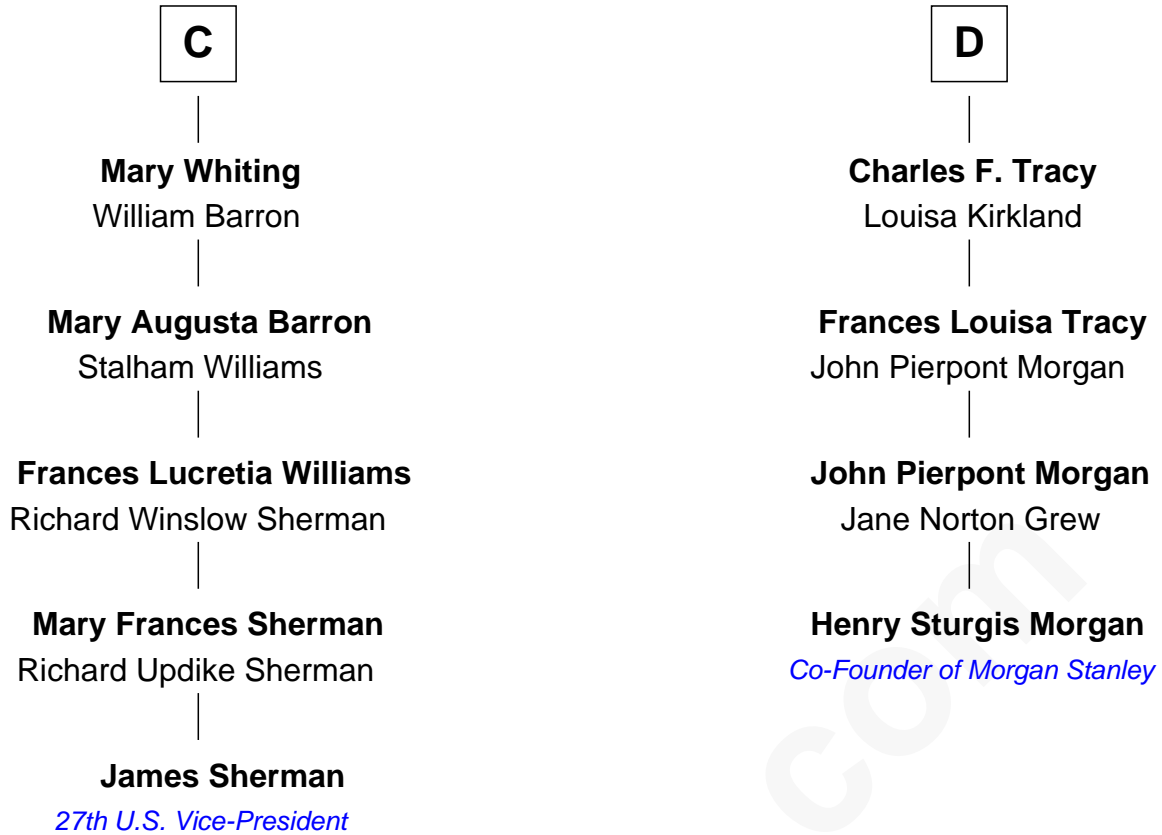 C
Mary Whiting
William Barron
Mary Augusta Barron
Stalham Williams
Frances Lucretia Williams
Richard Winslow Sherman
Mary Frances Sherman
Richard Updike Sherman
James Sherman
27th U.S. Vice-President
D
Charles F. Tracy
Louisa Kirkland
Frances Louisa Tracy
John Pierpont Morgan
John Pierpont Morgan
Jane Norton Grew
Henry Sturgis Morgan
Co-Founder of Morgan Stanley
com